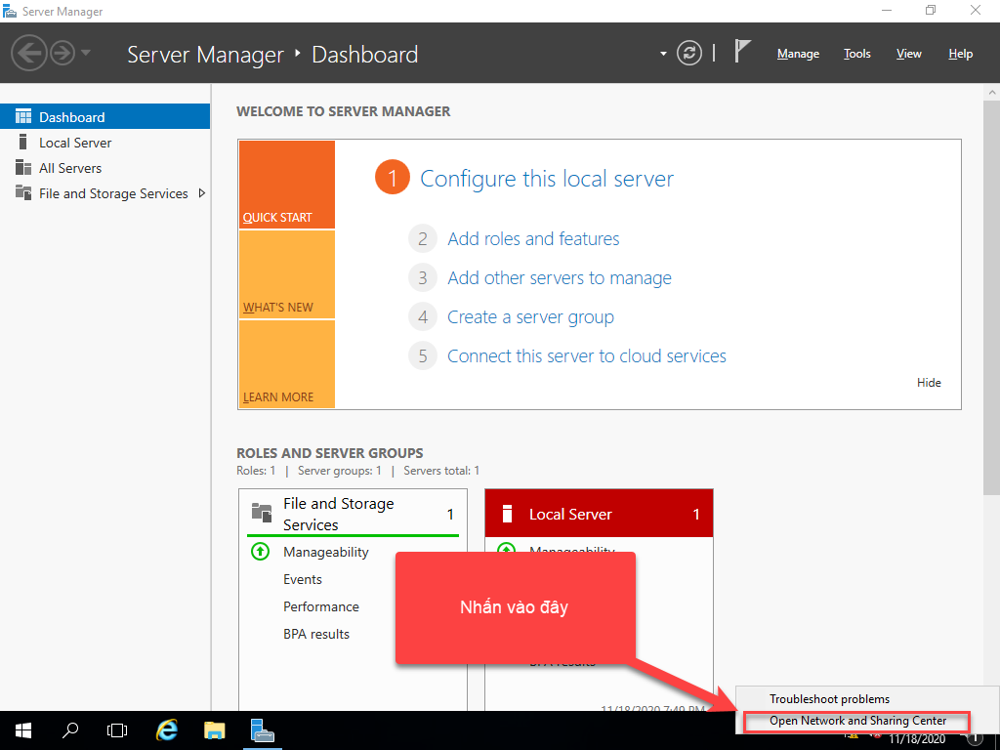 Server Manager
Server Manager ‣ Dashboard
Manage
Tools
View
Help
Dashboard
Local Server
All Servers
File and Storage Services
WELCOME TO SERVER MANAGER
QUICK START
WHAT'S NEW
LEARN MORE
1 Configure this local server
2 Add roles and features
3 Add other servers to manage
4 Create a server group
5 Connect this server to cloud services
Hide
ROLES AND SERVER GROUPS
Roles: 1 | Server groups: 1 | Servers total: 1
File and Storage
Services
1
Manageability
Events
Performance
BPA results
Local Server 1
Manageability
Nhấn vào đây
BPA results
11/18/2020 7:49 PM
Troubleshoot problems
Open Network and Sharing Center
11/18/2020
1